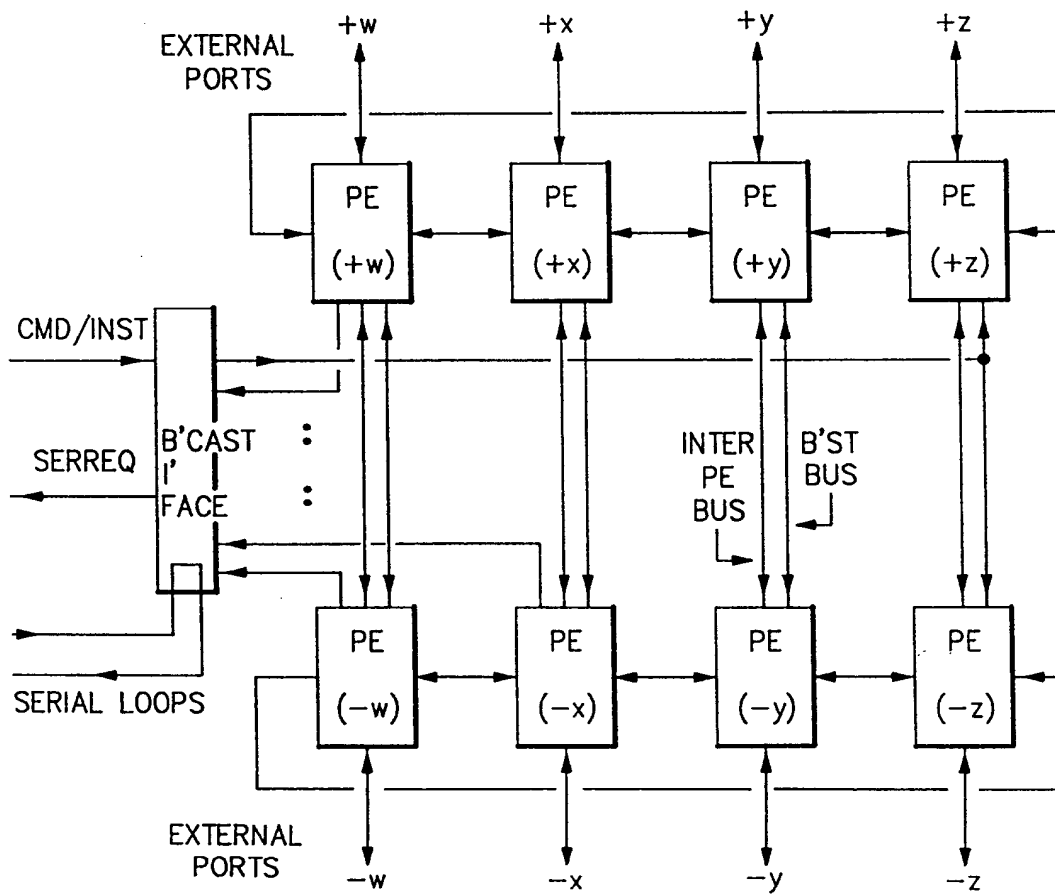 +w
+x
+y
+z
EXTERNAL
PORTS
PE
(+w)
PE
(+x)
PE
(+y)
PE
(+z)
CMD/INST
B'CAST
I'
FACE
SERREQ
INTER
PE
BUS
B'ST
BUS
SERIAL LOOPS
PE
(−w)
PE
(−x)
PE
(−y)
PE
(−z)
EXTERNAL
PORTS
−w
−x
−y
−z